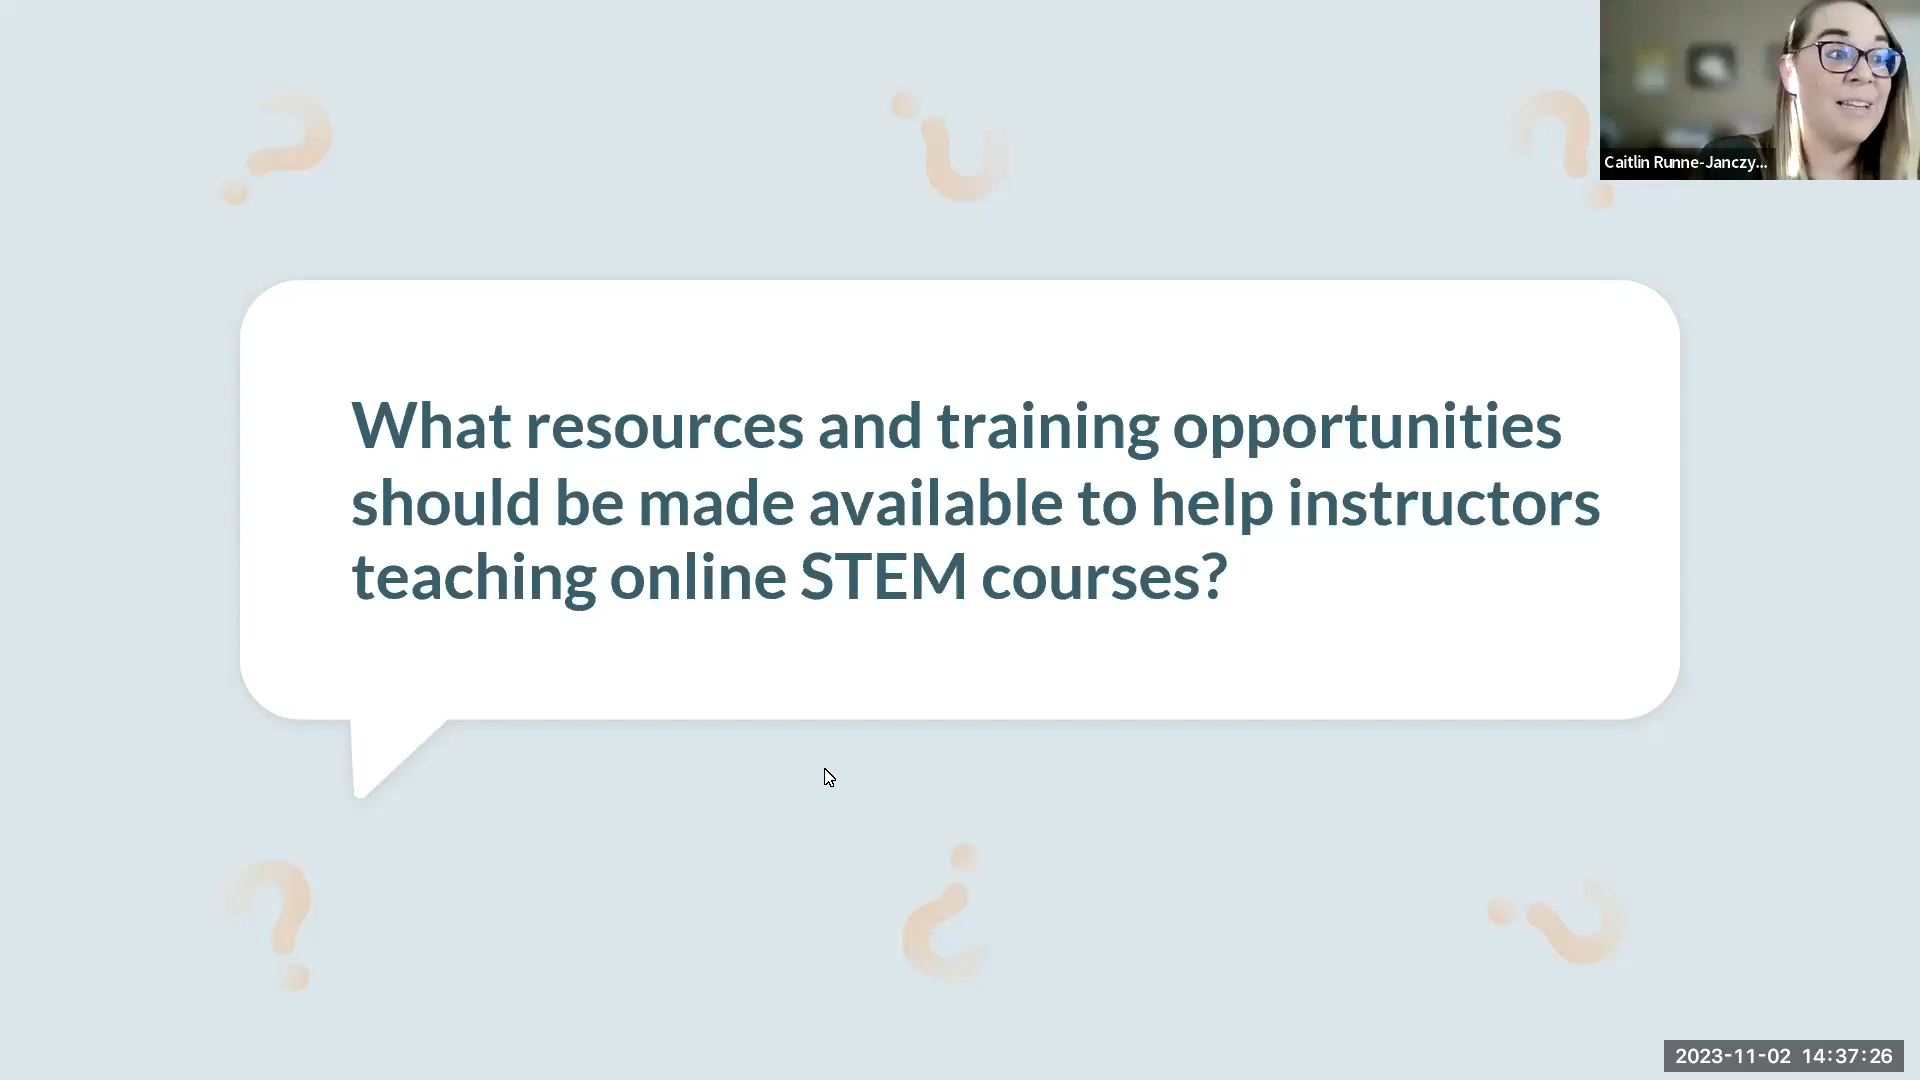 Caitlin Runne-Janczy...
What resources and training opportunities
should be made available to help instructors
teaching online STEM courses?
2023-11-02 14:37:26